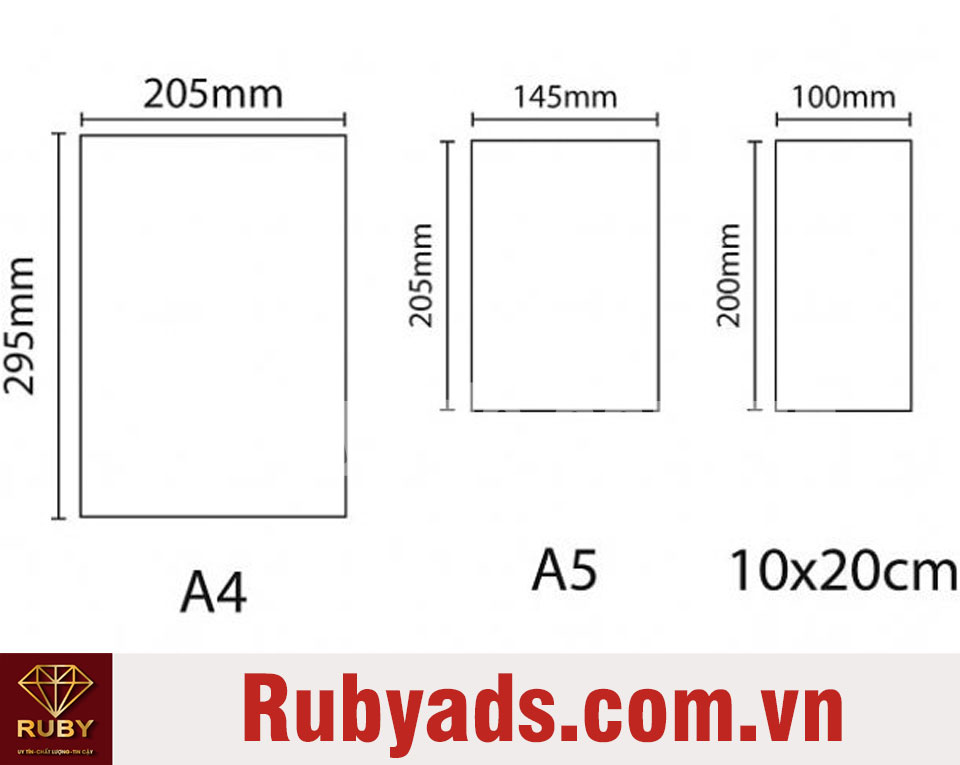 205mm
295mm
A4
145mm
205mm
A5
100mm
200mm
10x20cm
RUBY
UY TÍN-CHẤT LƯỢNG-TIN CẬY
Rubyads.com.vn